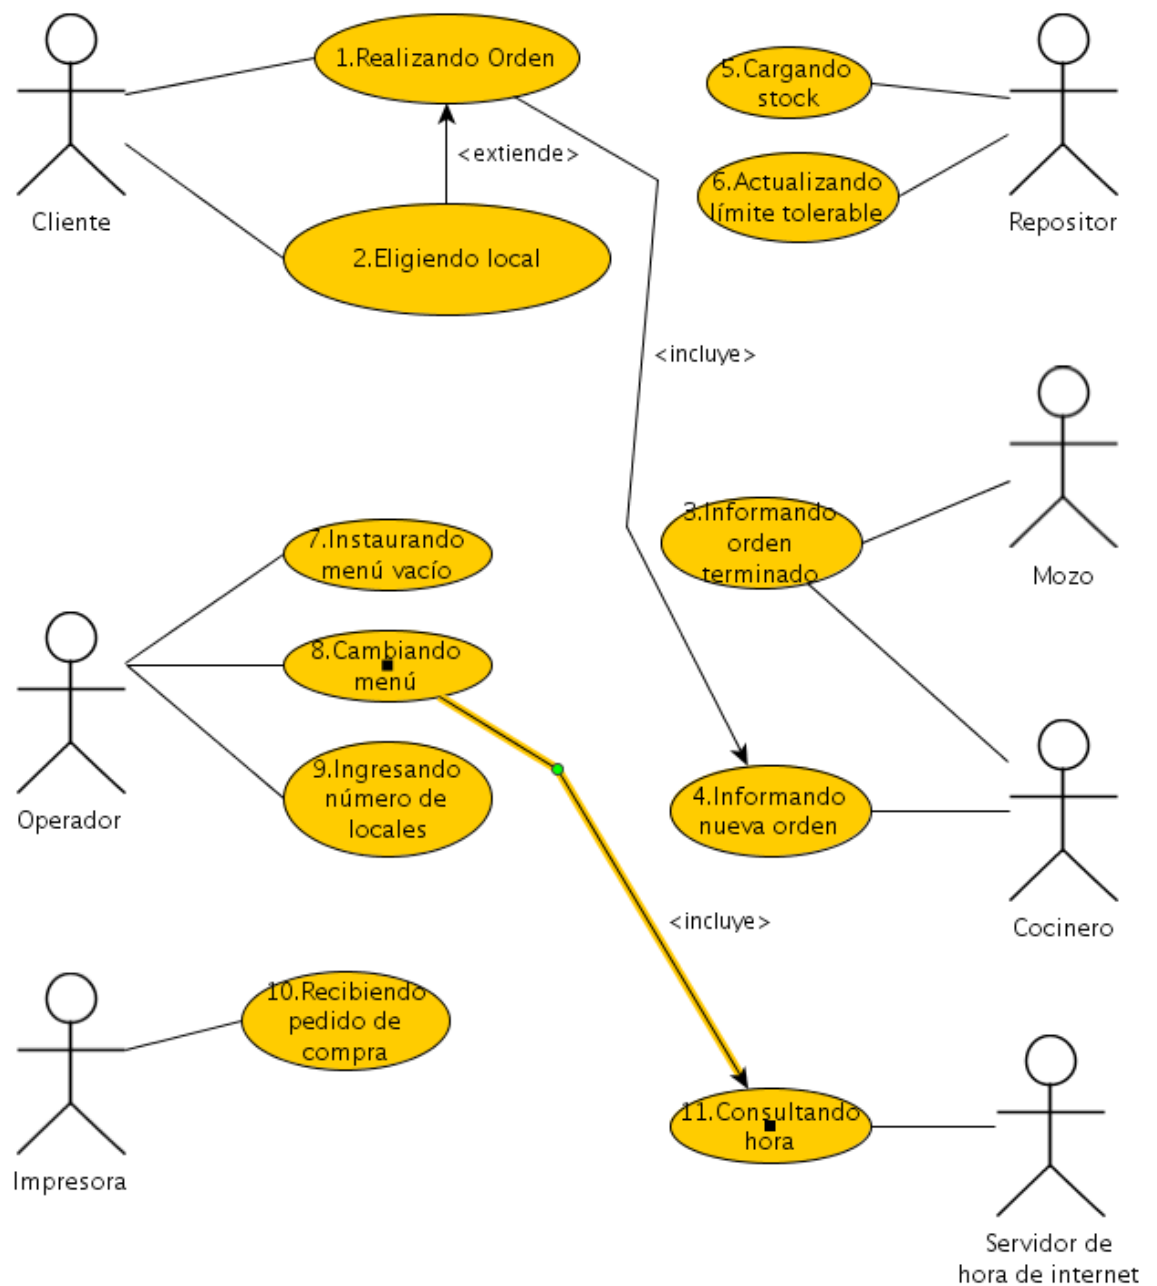 1.Realizando Orden
5.Cargando
stock
<extiende>
6.Actualizando
límite tolerable
Cliente
Repositor
2.Eligiendo local
<incluye>
3.Informando
orden
terminado
7.Instaurando
menú vacío
Mozo
8.Cambiando
menú
9.Ingresando
número de
locales
Operador
4.Informando
nueva orden
<incluye>
Cocinero
10.Recibiendo
pedido de
compra
11.Consultando
hora
Impresora
Servidor de
hora de internet